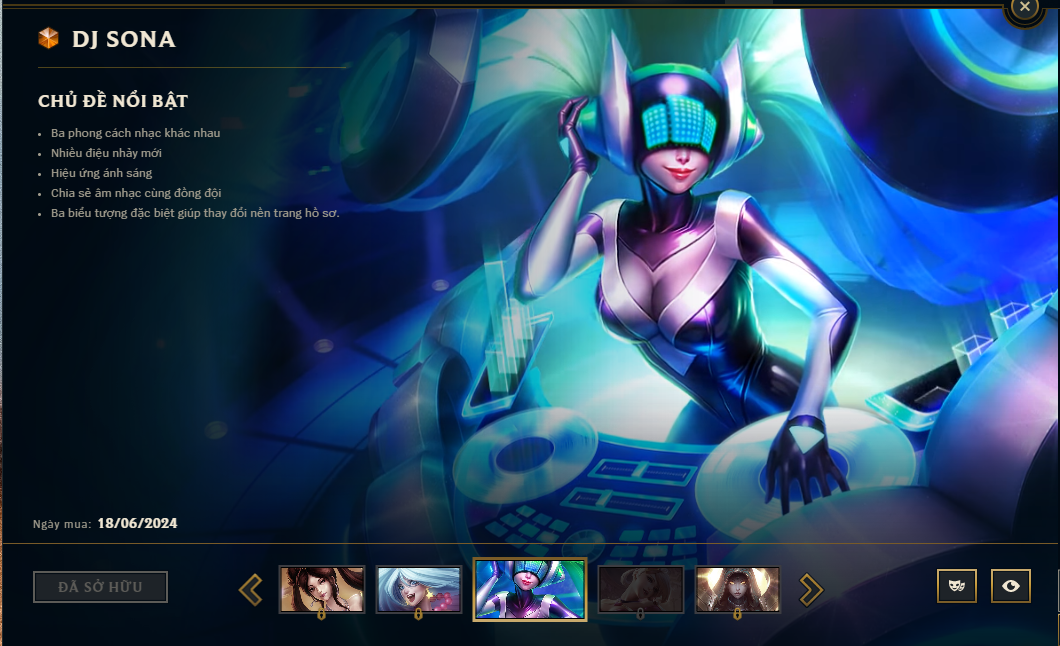 DJ SONA
CHỦ ĐỀ NỔI BẬT
• Ba phong cách nhạc khác nhau
• Nhiều điệu nhảy mới
• Hiệu ứng ánh sáng
• Chia sẻ âm nhạc cùng đồng đội
• Ba biểu tượng đặc biệt giúp thay đổi nền trang hồ sơ.
Ngày mua: 18/06/2024
ĐÃ SỞ HỮU